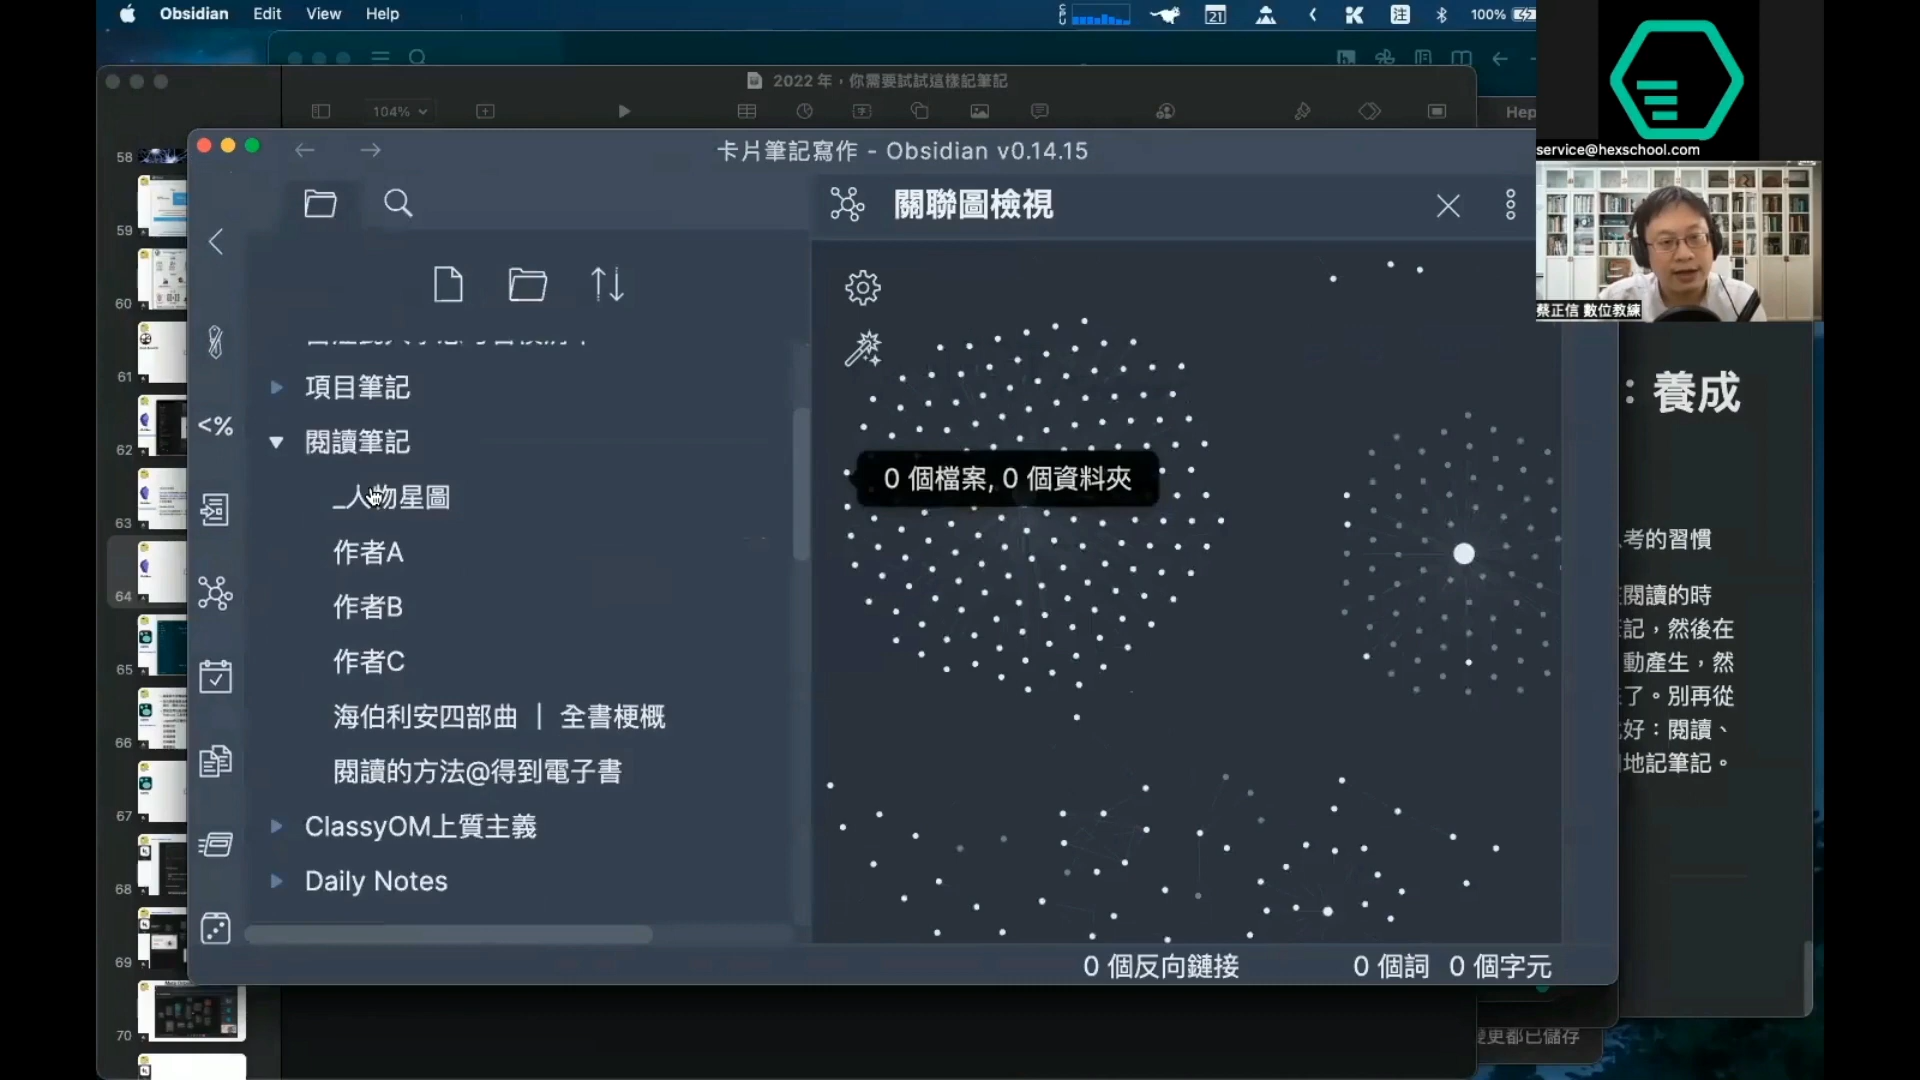 Obsidian Edit View Help
21
注
100%
2022 年，你需要試試這樣記筆記
104%
Hep
service@hexschool.com
蔡正信 數位教練
卡片筆記寫作 - Obsidian v0.14.15
關聯圖檢視
項目筆記
閱讀筆記
_人物星圖
作者A
作者B
作者C
海伯利安四部曲 ｜ 全書梗概
閱讀的方法@得到電子書
ClassyOM上質主義
Daily Notes
0 個檔案, 0 個資料夾
0 個反向鏈接
0 個詞
0 個字元
<%
58
59
60
61
62
63
64
65
66
67
68
69
70
：養成
考的習慣
閱讀的時
記，然後在
動產生，然
了。別再從
好：閱讀、
地記筆記。
更都已儲存